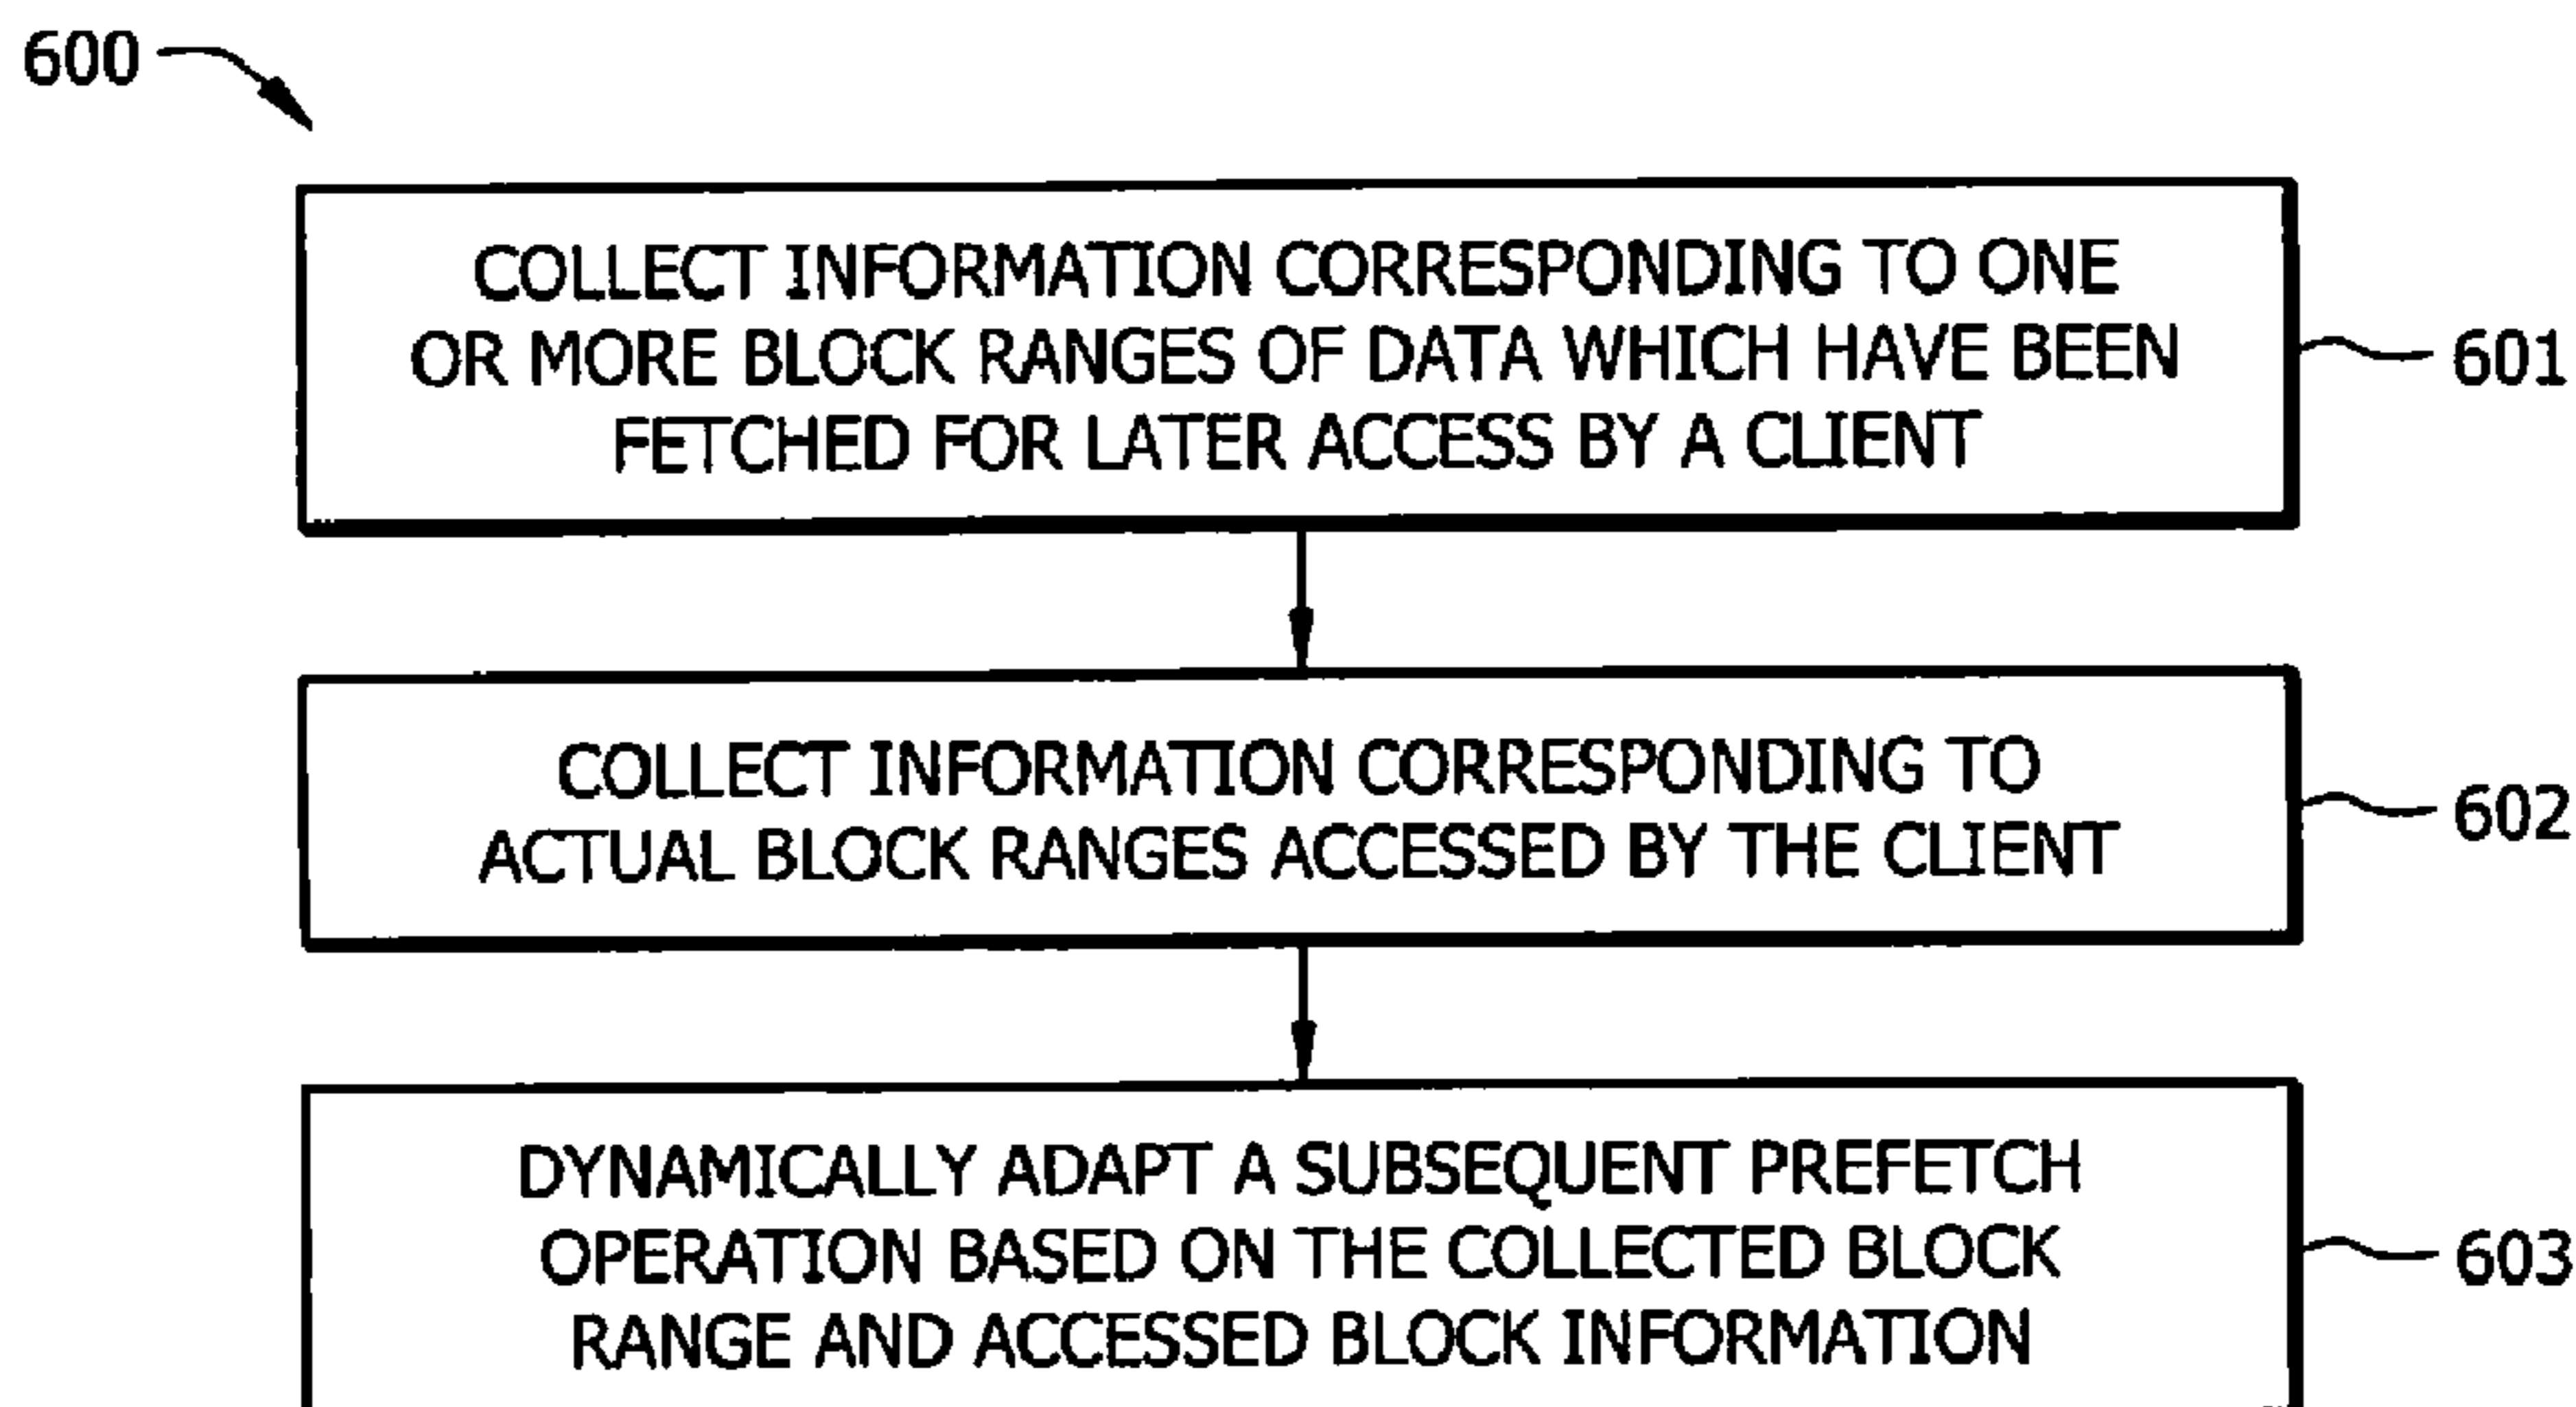 600
COLLECT INFORMATION CORRESPONDING TO ONE
OR MORE BLOCK RANGES OF DATA WHICH HAVE BEEN
FETCHED FOR LATER ACCESS BY A CLIENT
601
COLLECT INFORMATION CORRESPONDING TO
ACTUAL BLOCK RANGES ACCESSED BY THE CLIENT
602
DYNAMICALLY ADAPT A SUBSEQUENT PREFETCH
OPERATION BASED ON THE COLLECTED BLOCK
RANGE AND ACCESSED BLOCK INFORMATION
603